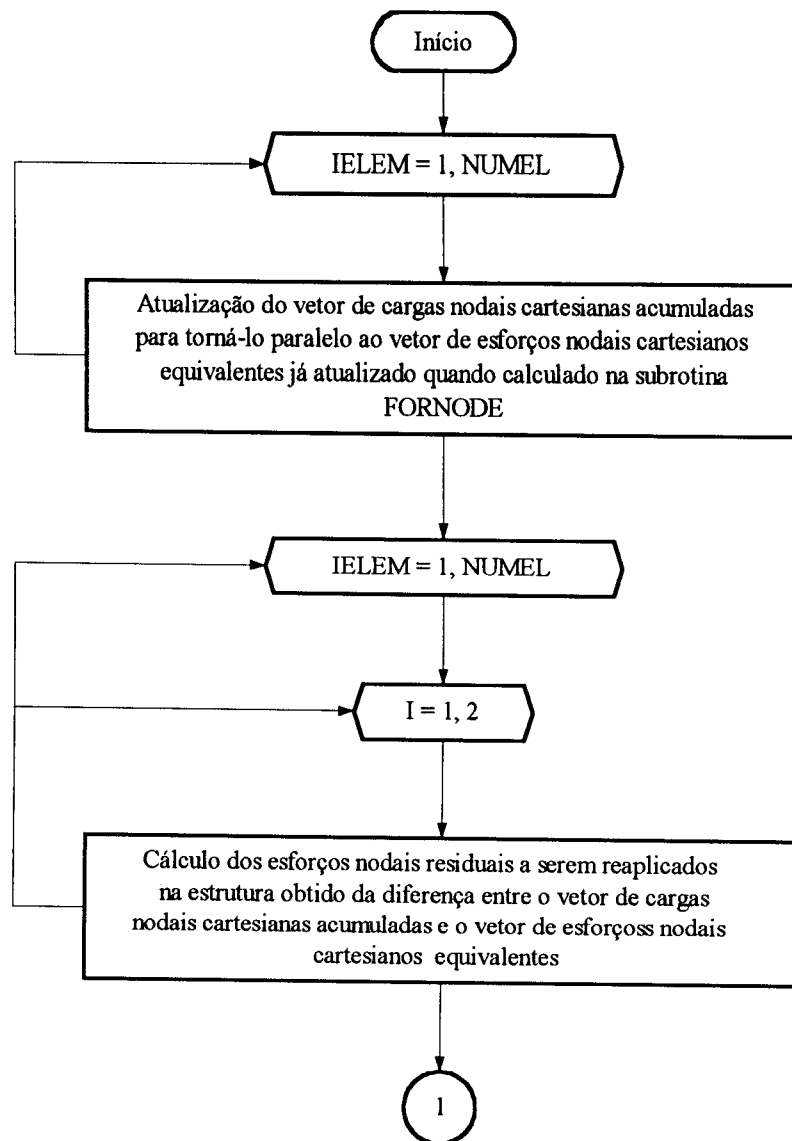 Início
IELEM = 1, NUMEL
Atualização do vetor de cargas nodais cartesianas acumuladas
para torná-lo paralelo ao vetor de esforços nodais cartesianos
equivalentes já atualizado quando calculado na subrotina
FORNODE
IELEM = 1, NUMEL
I = 1, 2
Cálculo dos esforços nodais residuais a serem reaplicados
na estrutura obtido da diferença entre o vetor de cargas
nodais cartesianas acumuladas e o vetor de esforçoss nodais
cartesianos equivalentes
1